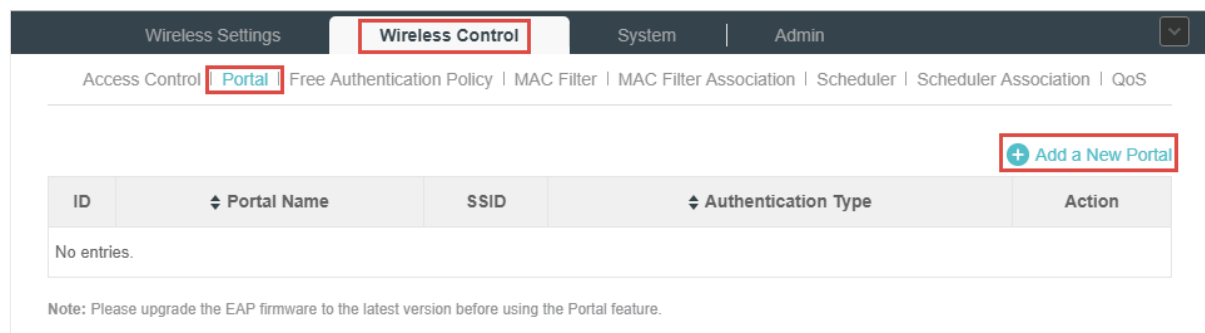 Wireless Settings Wireless Control System | Admin
Access Control | Portal | Free Authentication Policy | MAC Filter | MAC Filter Association | Scheduler | Scheduler Association | QoS
Add a New Portal
ID Portal Name SSID Authentication Type Action
No entries.
Note: Please upgrade the EAP firmware to the latest version before using the Portal feature.